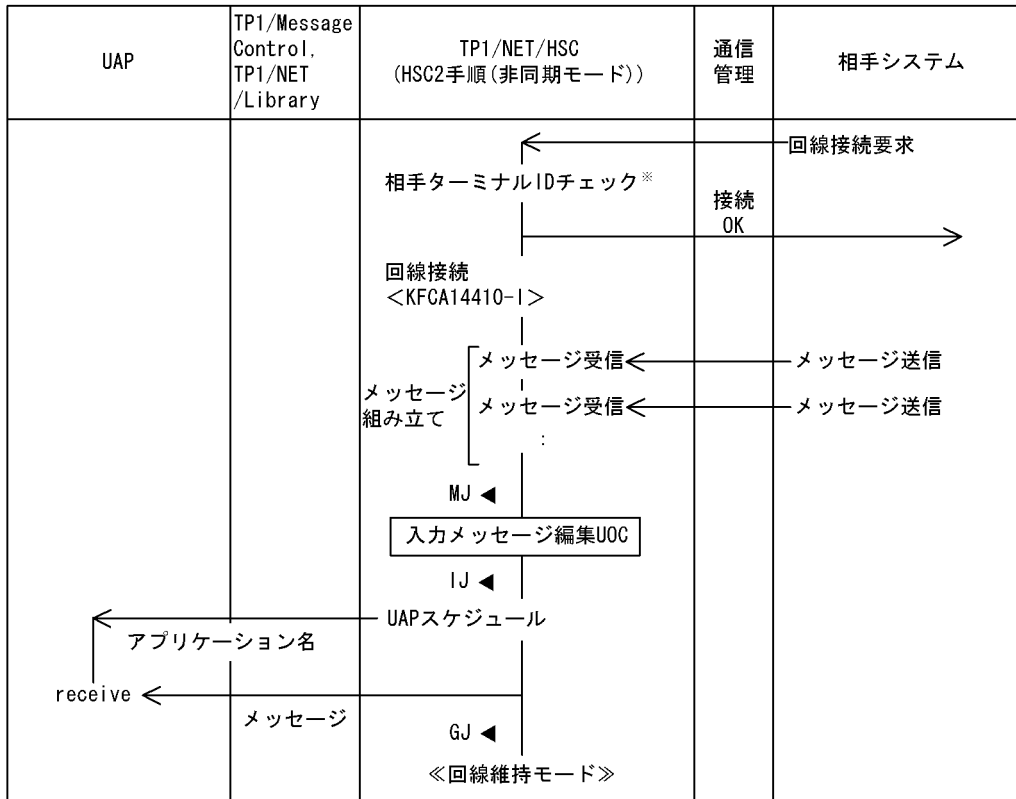 UAP
TP1/Message
Control,
TP1/NET
/Library
TP1/NET/HSC
(HSC2手順(非同期モード))
通信
管理
相手システム
回線接続要求
相手ターミナルIDチェック※
接続
OK
回線接続
<KFCA14410-I>
メッセージ受信
メッセージ送信
メッセージ
組み立て
メッセージ受信
メッセージ送信
:
MJ
入力メッセージ編集UOC
IJ
UAPスケジュール
アプリケーション名
receive
メッセージ
GJ
≪回線維持モード≫